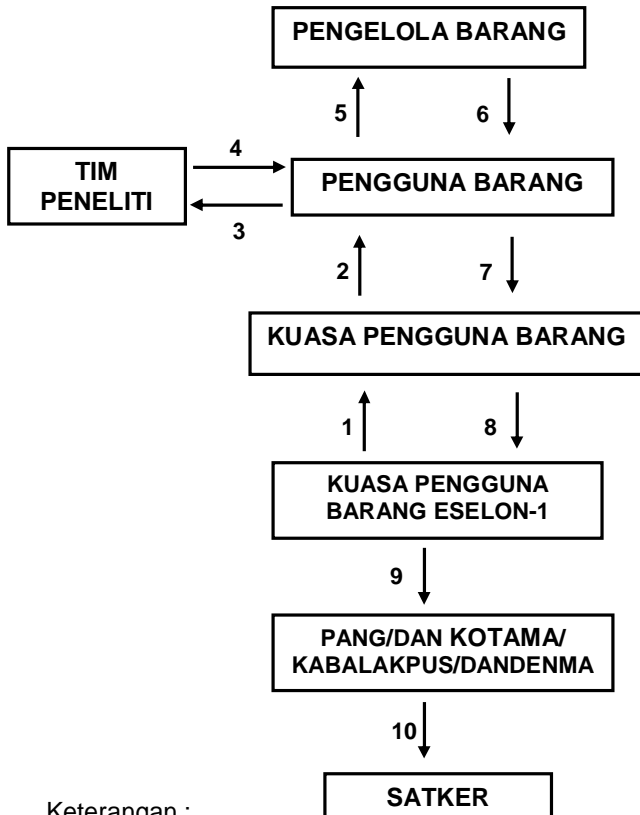 PENGELOLA BARANG
5
6
TIM
PENELITI
4
3
PENGGUNA BARANG
2
7
KUASA PENGGUNA BARANG
1
8
KUASA PENGGUNA
BARANG ESELON-1
9
PANG/DAN KOTAMA/
KABALAKPUS/DANDENMA
10
SATKER
Keterangan :